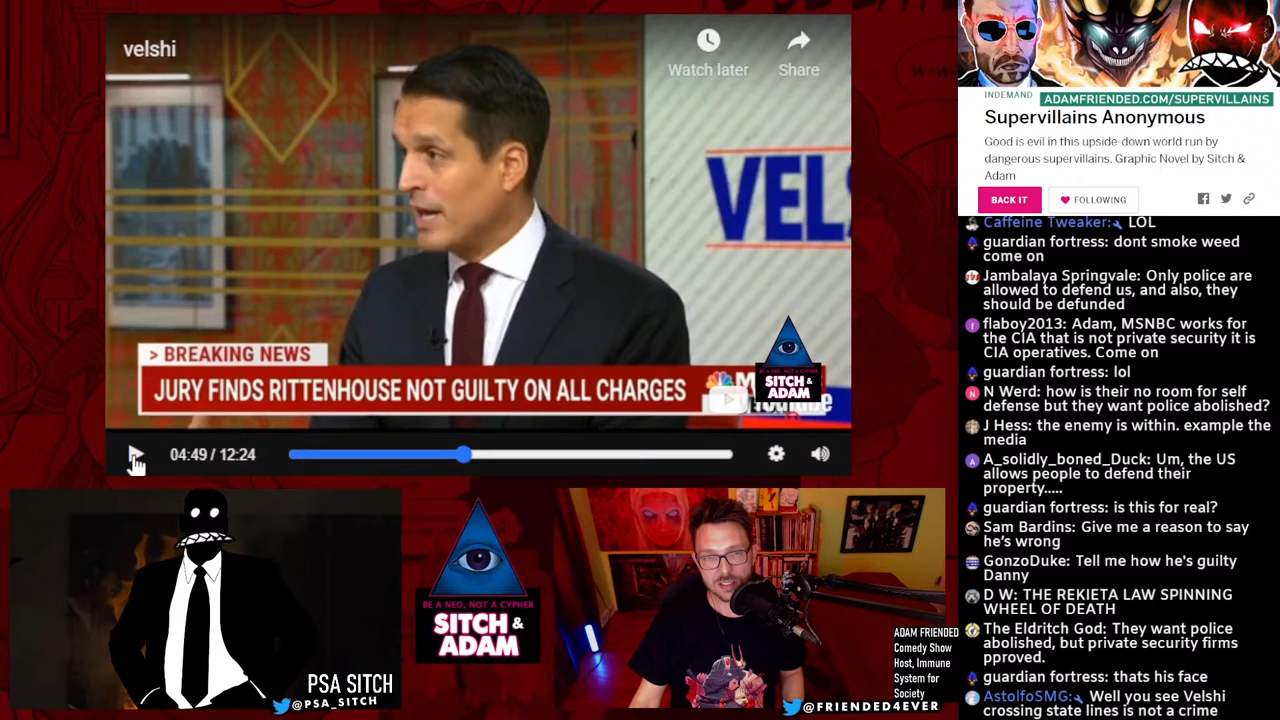 velshi
Watch later
Share
VEL
> BREAKING NEWS
JURY FINDS RITTENHOUSE NOT GUILTY ON ALL CHARGES
BE A NEO, NOT A CYPHER
SITCH &
ADAM
04:49 / 12:24
PSA SITCH
@PSA_SITCH
BE A NEO, NOT A CYPHER
SITCH &
ADAM
ADAM FRIENDED
Comedy Show
Host, Immune
System for
Society
@FRIENDED4EVER
INDEMAND
ADAMFRIENDED.COM/SUPERVILLAINS
Supervillains Anonymous
Good is evil in this upside-down world run by
dangerous supervillains. Graphic Novel by Sitch &
Adam
BACK IT
FOLLOWING
Caffeine Tweaker: LOL
guardian fortress: dont smoke weed
come on
Jambalaya Springvale: Only police are
allowed to defend us, and also, they
should be defunded
flaboy2013: Adam, MSNBC works for
the CIA that is not private security it is
CIA operatives. Come on
guardian fortress: lol
N Werd: how is their no room for self
defense but they want police abolished?
J Hess: the enemy is within. example the
media
A_solidly_boned_Duck: Um, the US
allows people to defend their
property.....
guardian fortress: is this for real?
Sam Bardins: Give me a reason to say
he's wrong
GonzoDuke: Tell me how he's guilty
Danny
D W: THE REKIETA LAW SPINNING
WHEEL OF DEATH
The Eldritch God: They want police
abolished, but private security firms
pproved.
guardian fortress: thats his face
AstolfoSMG: Well you see Velshi
crossing state lines is not a crime